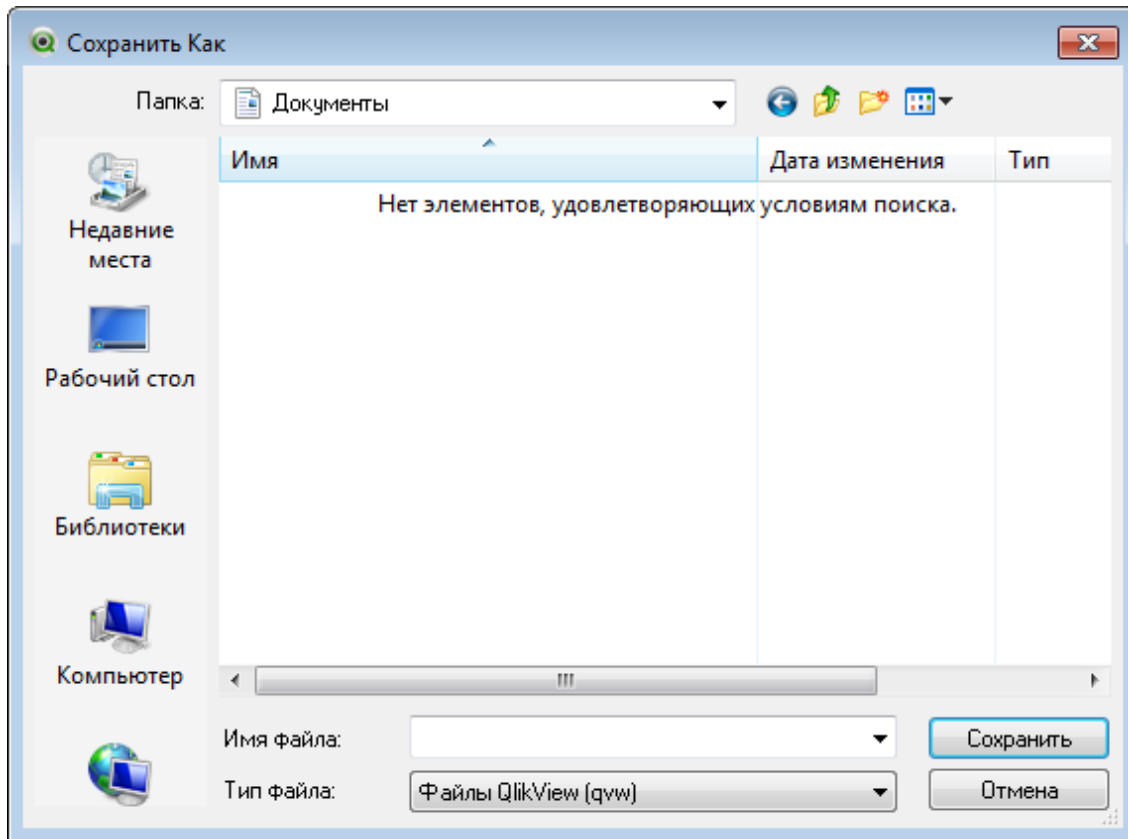 Сохранить Как
Папка:
Документы
Имя
Дата изменения
Тип
Нет элементов, удовлетворяющих условиям поиска.
Недавние
места
Рабочий стол
Библиотеки
Компьютер
Имя файла:
Сохранить
Тип файла:
Файлы QlikView (qvw)
Отмена